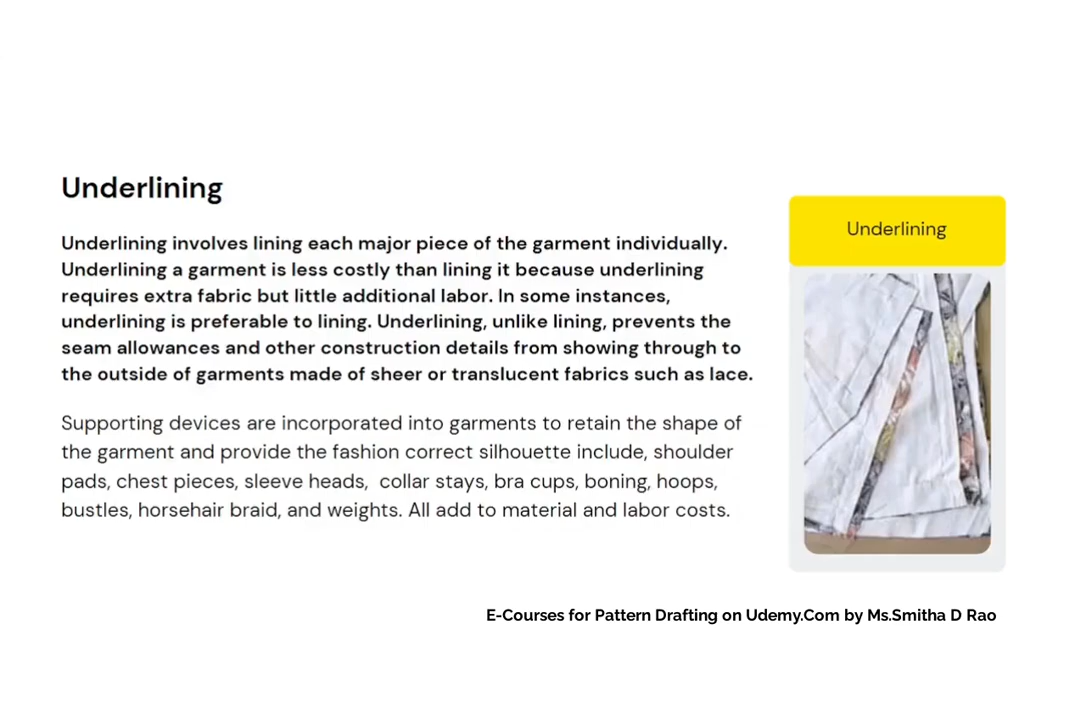 Underlining
Underlining involves lining each major piece of the garment individually.
Underlining a garment is less costly than lining it because underlining
requires extra fabric but little additional labor. In some instances,
underlining is preferable to lining. Underlining, unlike lining, prevents the
seam allowances and other construction details from showing through to
the outside of garments made of sheer or translucent fabrics such as lace.
Supporting devices are incorporated into garments to retain the shape of
the garment and provide the fashion correct silhouette include, shoulder
pads, chest pieces, sleeve heads,  collar stays, bra cups, boning, hoops,
bustles, horsehair braid, and weights. All add to material and labor costs.
Underlining
E-Courses for Pattern Drafting on Udemy.Com by Ms.Smitha D Rao